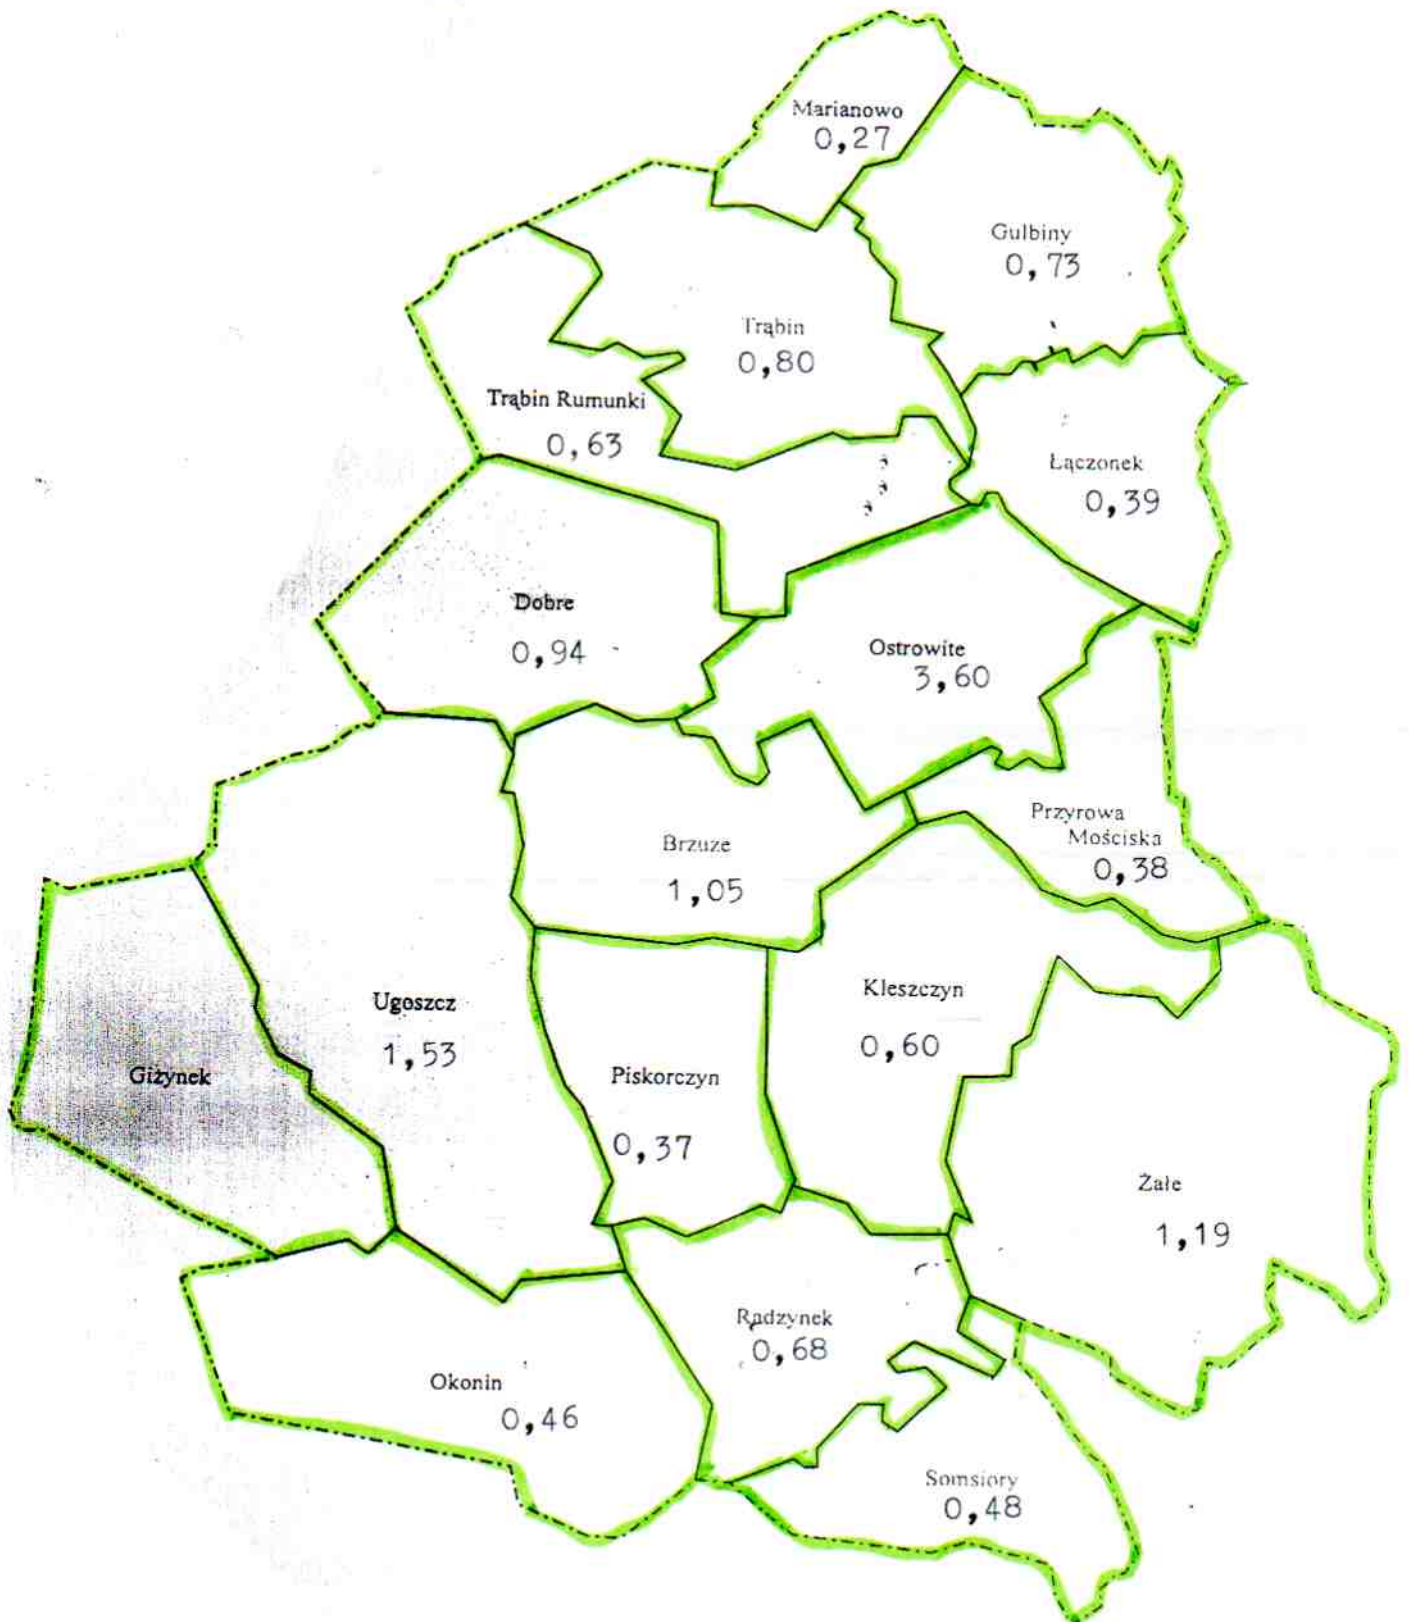 Marianowo
0,27
Gulbiny
0,73
Trąbin
0,80
Trąbin Rumunki
0,63
Łączonek
0,39
Dobre
0,94
Ostrowite
3,60
Przyrowa
Mościska
0,38
Brzuze
1,05
Kleszczyn
0,60
Ugoszcz
1,53
Giżynek
Piskorczyn
0,37
Żałe
1,19
Radzynek
0,68
Okonin
0,46
Somsiory
0,48